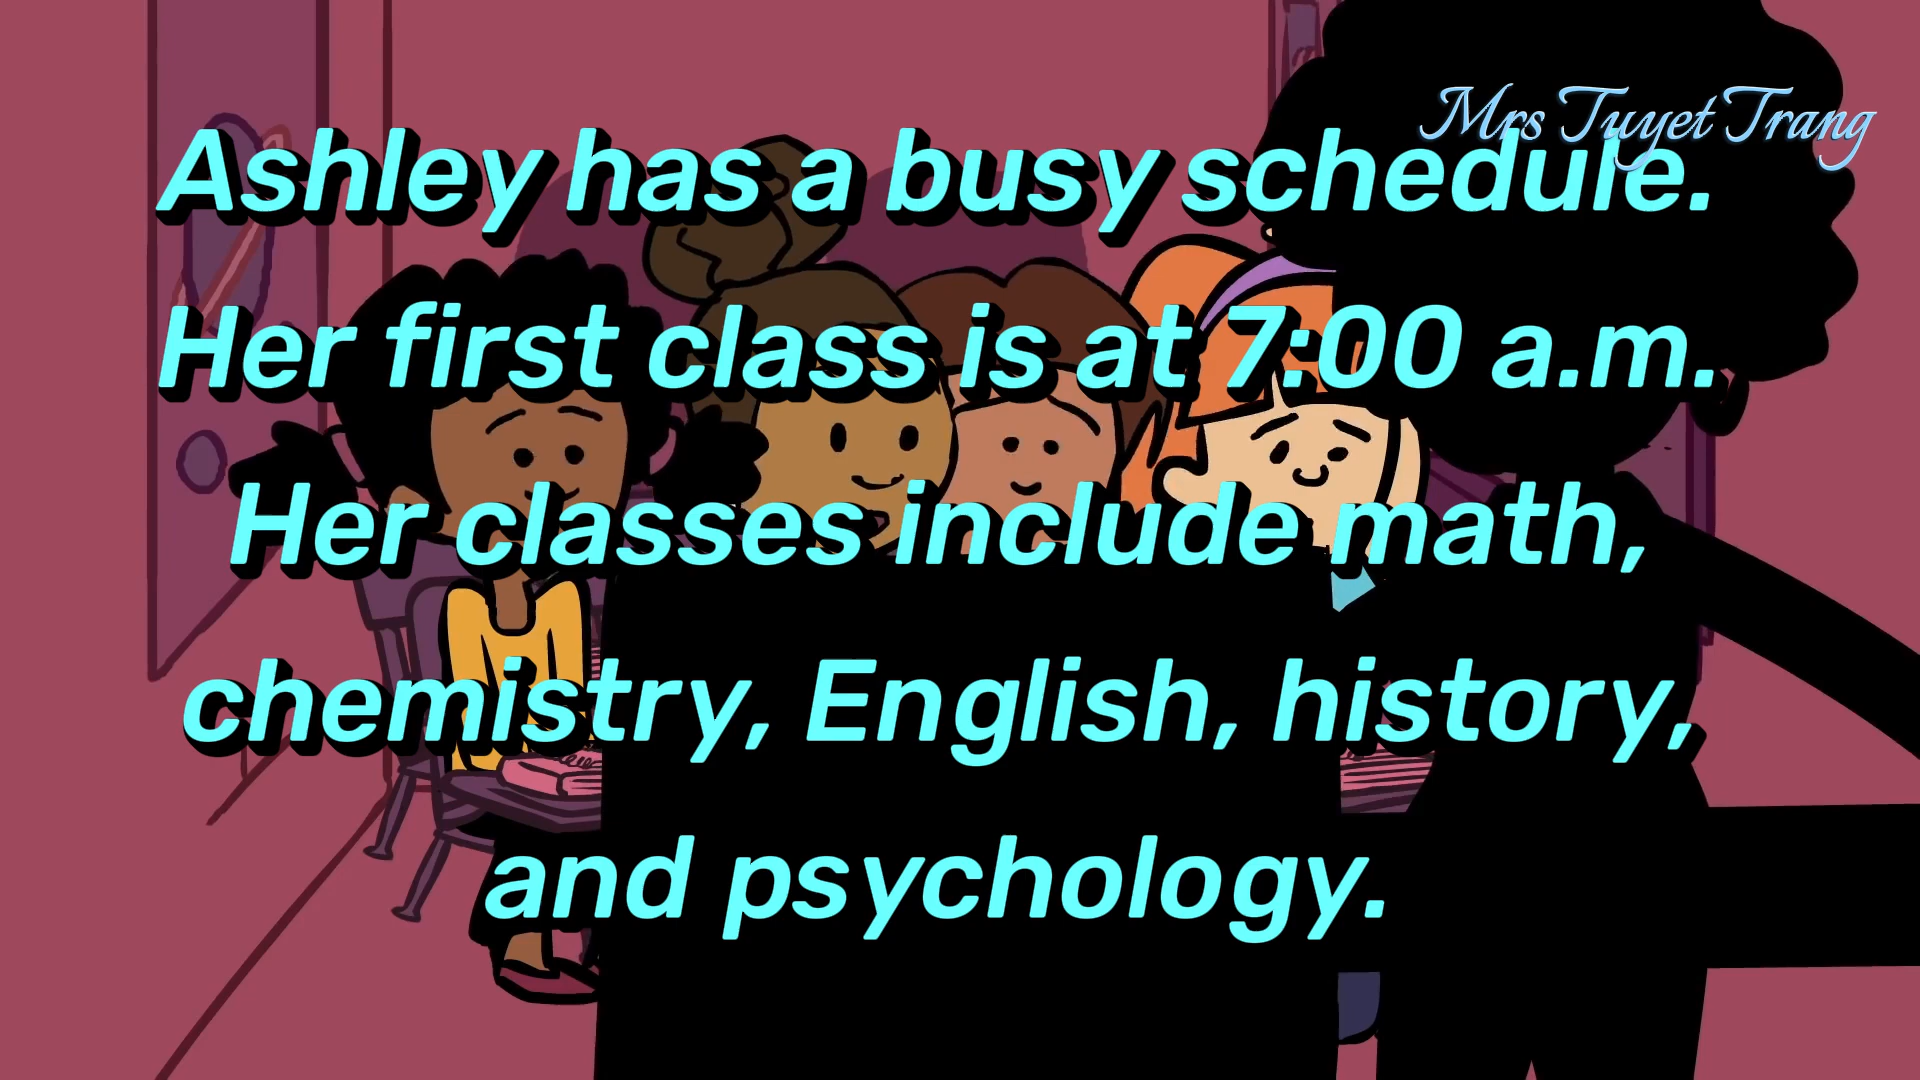 Mrs Tuyet Trang
Ashley has a busy schedule.
Her first class is at 7:00 a.m.
Her classes include math,
chemistry, English, history,
and psychology.